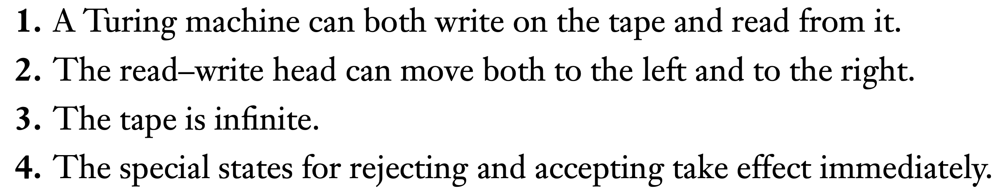 1. A Turing machine can both write on the tape and read from it.
2. The read–write head can move both to the left and to the right.
3. The tape is infinite.
4. The special states for rejecting and accepting take effect immediately.